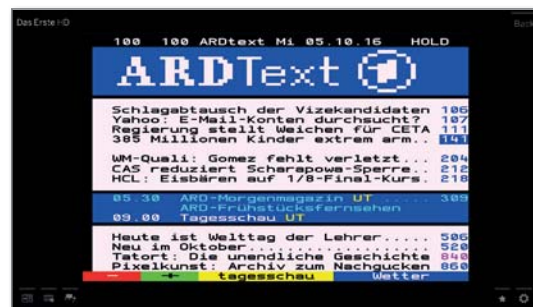 Das Erste HD
Back
100 100 ARDtext Mi 05.10.16 HOLD
ARDText 1
Schlagabtausch der Vizekandidaten 106
Yahoo: E-Mail-Konten durchsucht? 107
Regierung stellt Weichen für CETA 111
385 Millionen Kinder extrem arm.. 141
WM-Quali: Gomez fehlt verletzt... 204
CAS reduziert Scharapowa-Sperre.. 212
HCL: Eisbären auf 1/8-Final-Kurs. 218
05.30 ARD-Morgenmagazin UT ..... 309
ARD-Frühstücksfernsehen
09.00 Tagesschau UT
Heute ist Welttag der Lehrer..... 506
Neu im Oktober................... 520
Tatort: Die unendliche Geschichte 840
Pixelkunst: Archiv zum Nachgucken 860
- + tagesschau Wetter